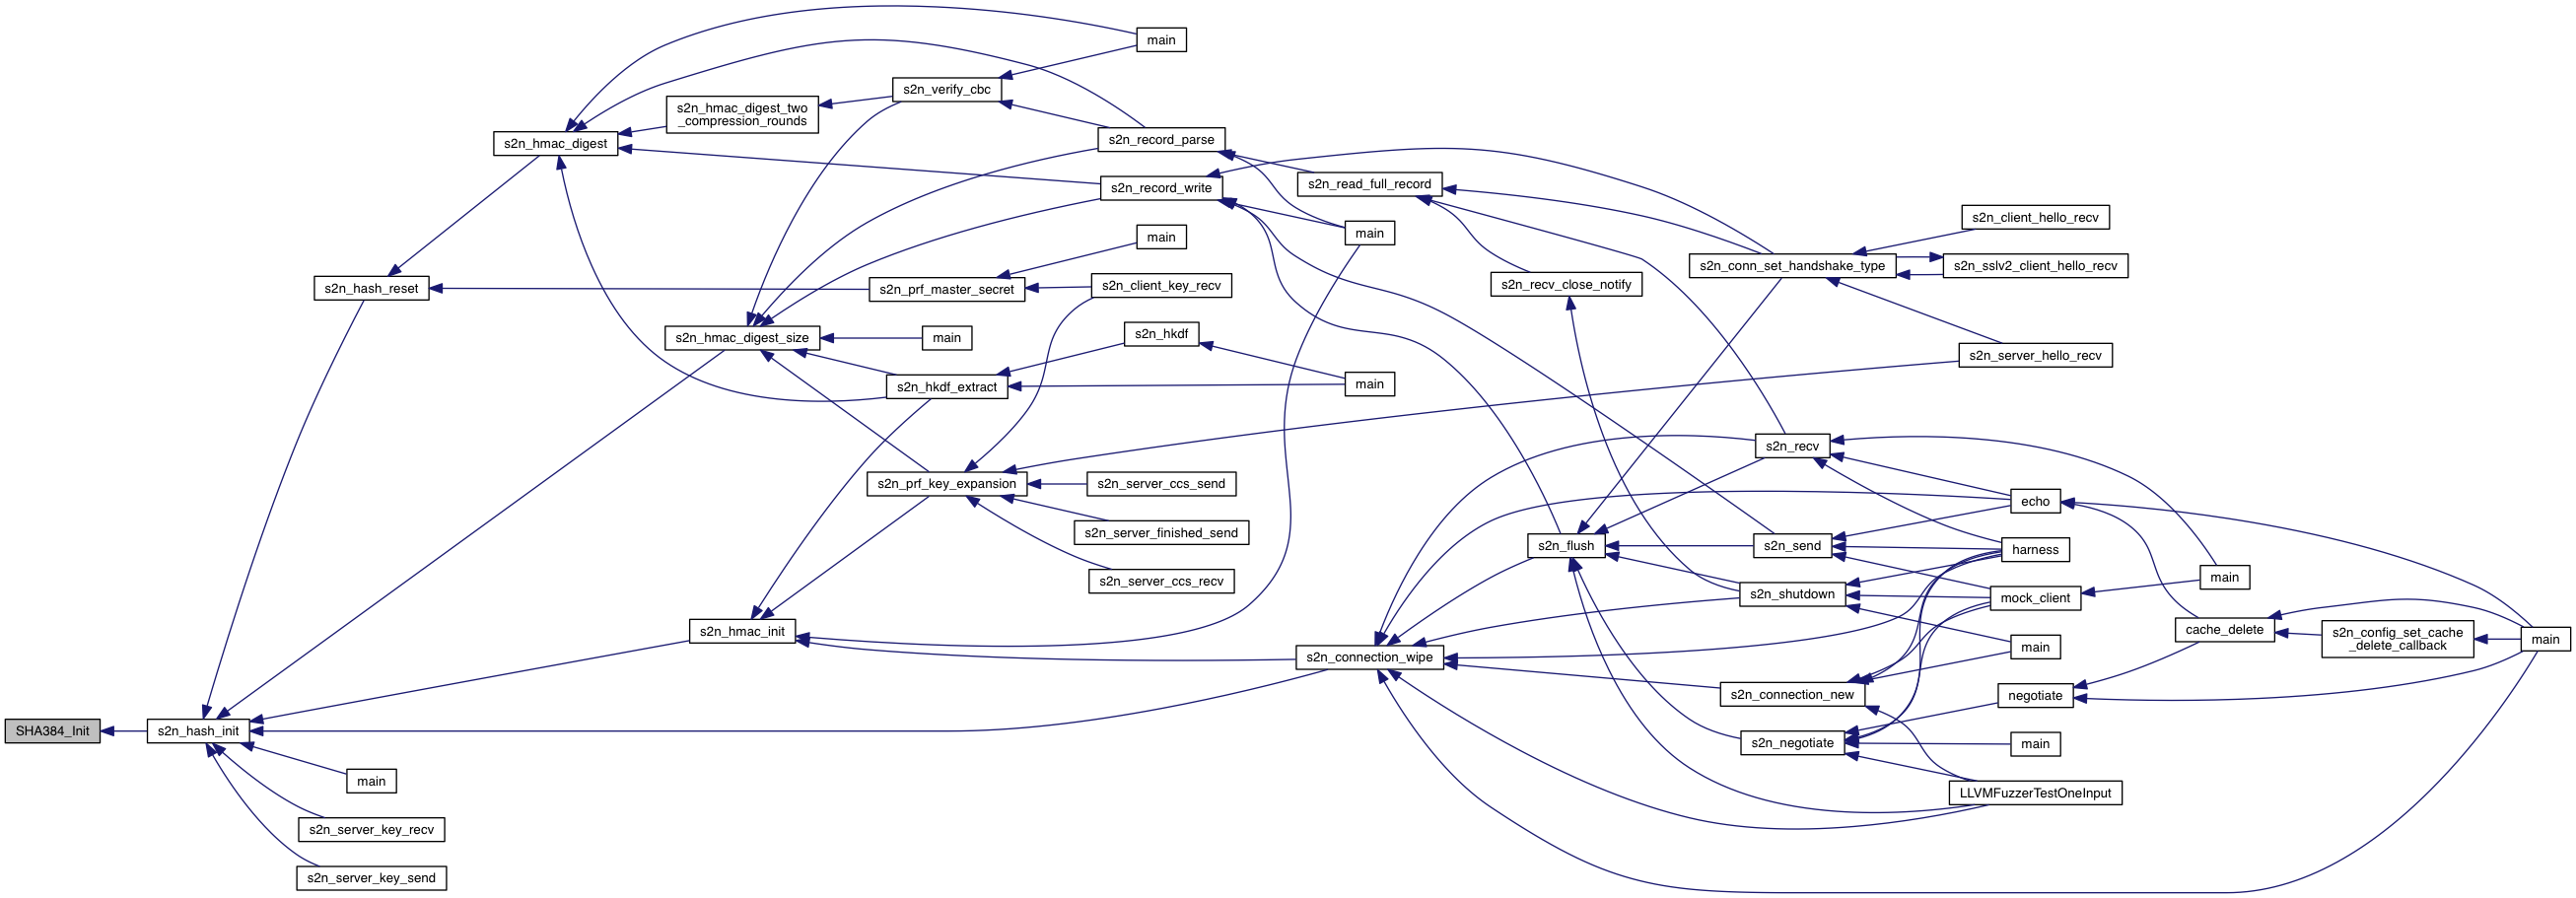 main
s2n_verify_cbc
s2n_hmac_digest_two
_compression_rounds
s2n_hmac_digest
s2n_record_parse
s2n_record_write
s2n_read_full_record
s2n_client_hello_recv
main
main
s2n_conn_set_handshake_type
s2n_sslv2_client_hello_recv
s2n_hash_reset
s2n_prf_master_secret
s2n_client_key_recv
s2n_recv_close_notify
s2n_hmac_digest_size
main
s2n_hkdf
s2n_server_hello_recv
s2n_hkdf_extract
main
s2n_recv
s2n_prf_key_expansion
s2n_server_ccs_send
echo
s2n_server_finished_send
s2n_flush
s2n_send
harness
s2n_server_ccs_recv
main
s2n_shutdown
mock_client
s2n_hmac_init
cache_delete
s2n_config_set_cache
_delete_callback
main
main
s2n_connection_wipe
s2n_connection_new
negotiate
SHA384_Init
s2n_hash_init
s2n_negotiate
main
main
LLVMFuzzerTestOneInput
s2n_server_key_recv
s2n_server_key_send